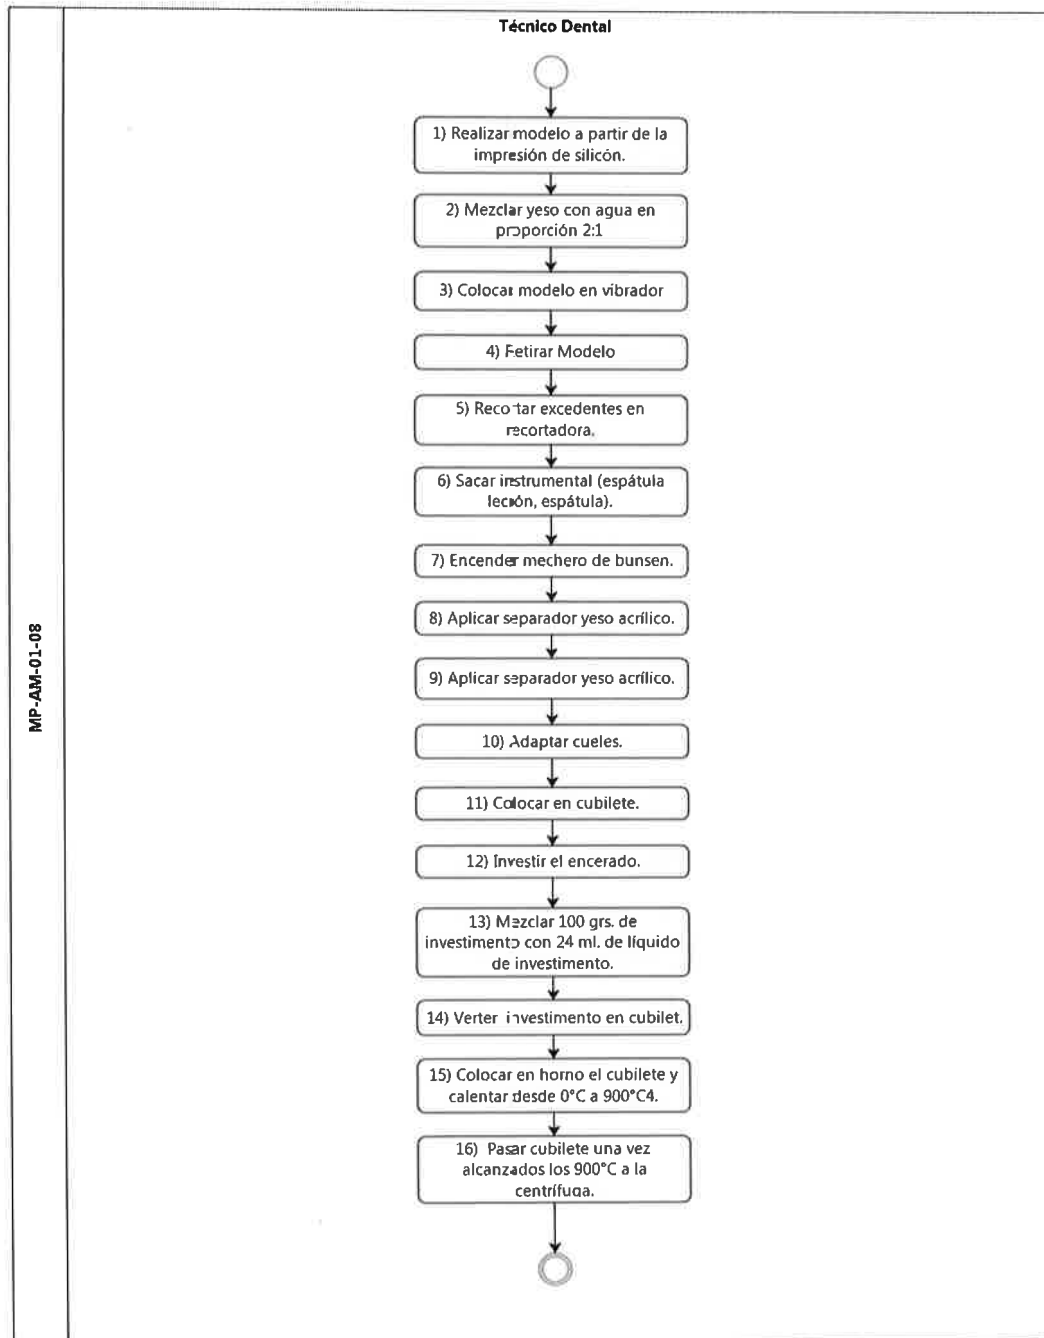 Técnico Dental
1) Realizar modelo a partir de la
impresión de silicón.
2) Mezclar yeso con agua en
proporción 2:1
3) Colocar modelo en vibrador
4) Retirar Modelo
5) Recortar excedentes en
recortadora.
6) Sacar instrumental (espátula
lecrón, espátula).
7) Encender mechero de bunsen.
8) Aplicar separador yeso acrílico.
9) Aplicar separador yeso acrílico.
10) Adaptar cueles.
11) Colocar en cubilete.
12) Investir el encerado.
13) Mezclar 100 grs. de
investimento con 24 ml. de líquido
de investimento.
14) Verter investimento en cubilet.
15) Colocar en horno el cubilete y
calentar desde 0°C a 900°C4.
16) Pasar cubilete una vez
alcanzados los 900°C a la
centrífuga.
MP-AM-01-08